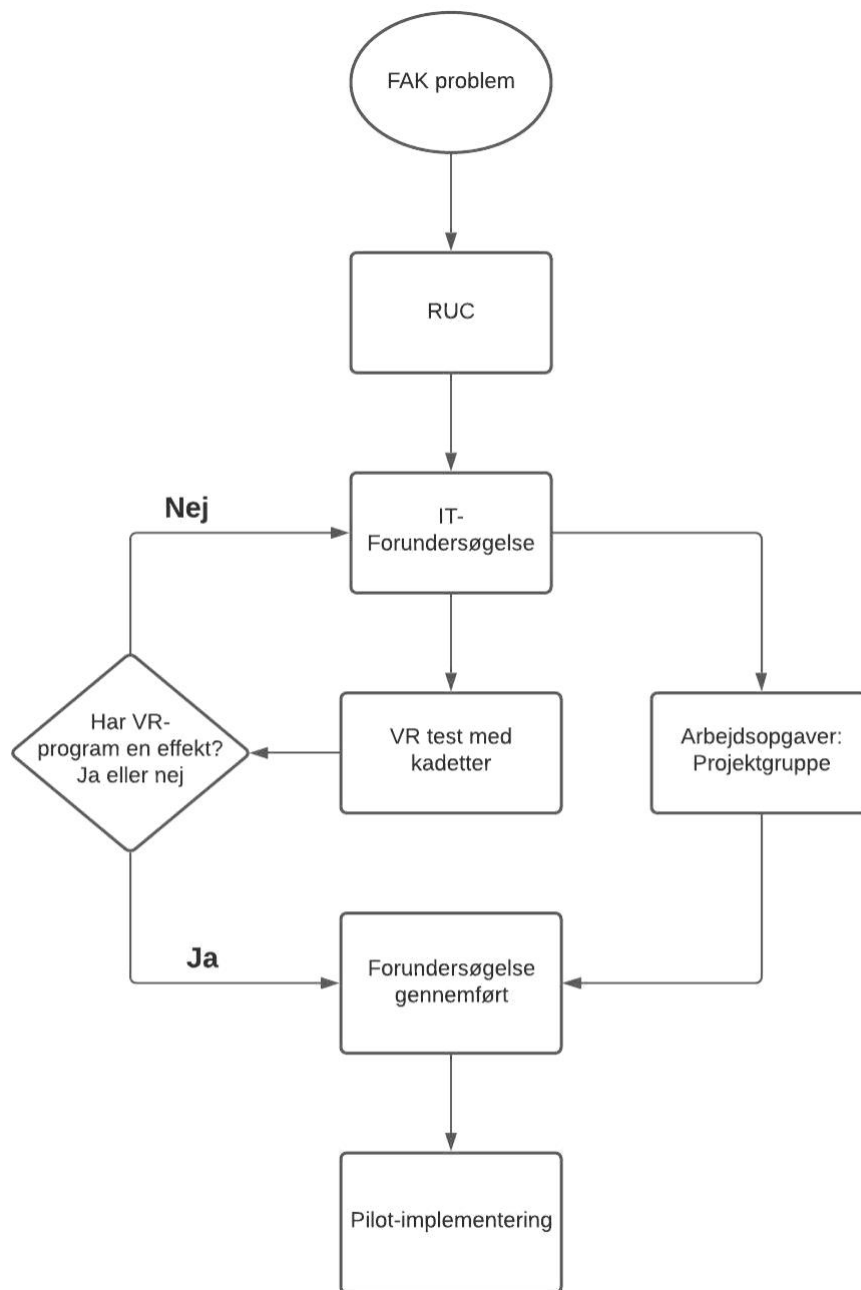 FAK problem
RUC
IT-
Forundersøgelse
Nej
Har VR-
program en effekt?
Ja eller nej
VR test med
kadetter
Arbejdsopgaver:
Projektgruppe
Ja
Forundersøgelse
gennemført
Pilot-implementering